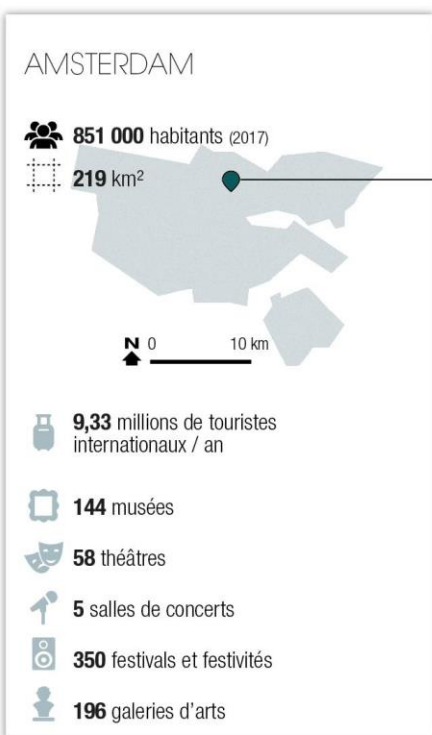 AMSTERDAM
851 000 habitants (2017)
219 km²
N 0 10 km
9,33 millions de touristes
internationaux / an
144 musées
58 théâtres
5 salles de concerts
350 festivals et festivités
196 galeries d'arts